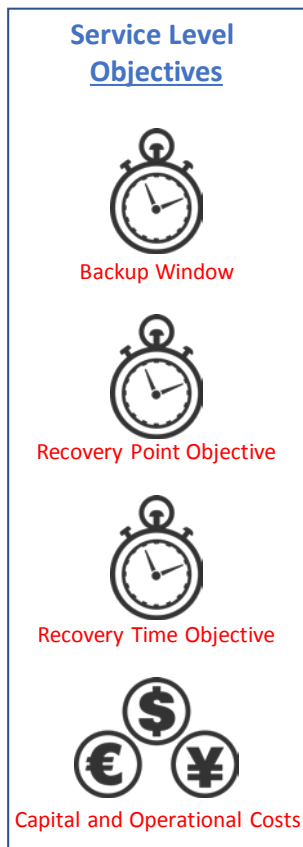 Service Level
Objectives
Backup Window
Recovery Point Objective
Recovery Time Objective
$
€ ¥
Capital and Operational Costs